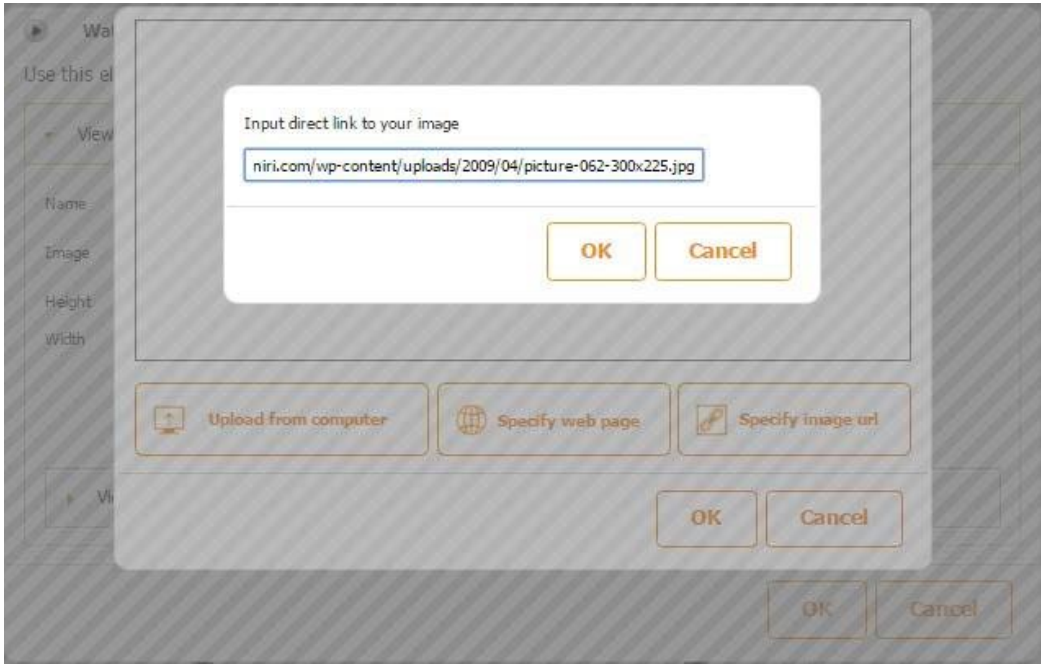 Wat
Use this el
View
Input direct link to your image
niri.com/wp-content/uploads/2009/04/picture-062-300x225.jpg
Name
OK Cancel
Image
Height
Width
Upload from computer Specify web page Specify image url
Vi
OK Cancel
OK Cancel